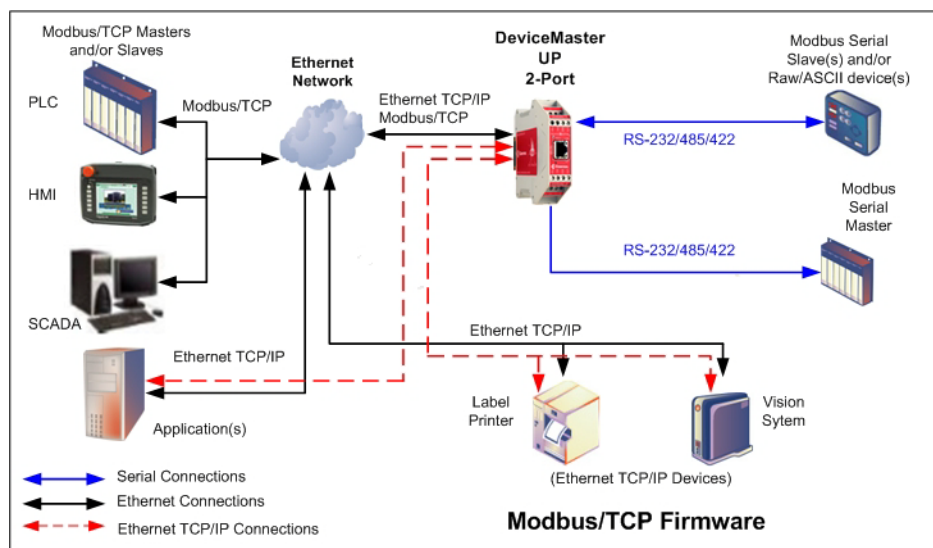 Modbus/TCP Masters
and/or Slaves
PLC
Modbus/TCP
HMI
SCADA
Ethernet
Network
Ethernet TCP/IP
Modbus/TCP
DeviceMaster
UP
2-Port
Modbus Serial
Slave(s) and/or
Raw/ASCII device(s)
RS-232/485/422
Modbus
Serial
Master
RS-232/485/422
Ethernet TCP/IP
Ethernet TCP/IP
Application(s)
Label
Printer
Vision
Sytem
(Ethernet TCP/IP Devices)
Serial Connections
Ethernet Connections
Ethernet TCP/IP Connections
Modbus/TCP Firmware